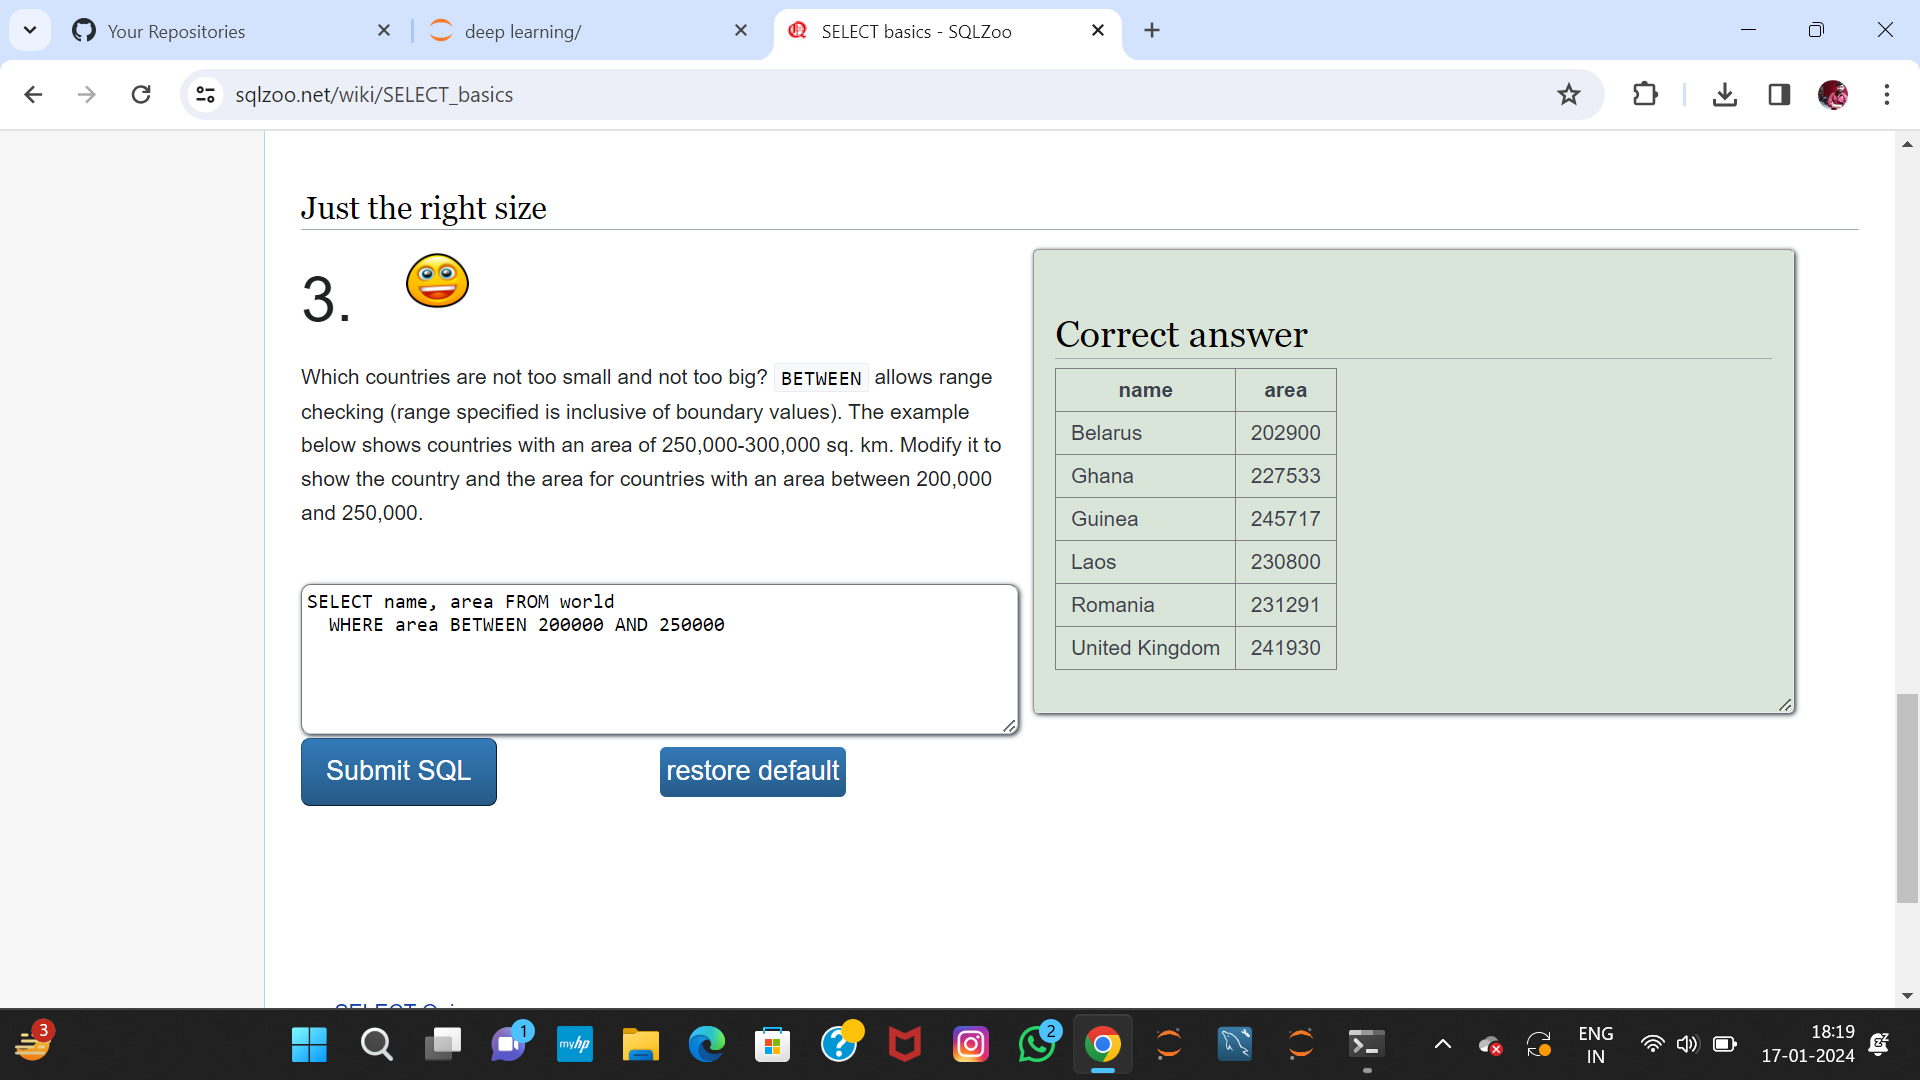 Your Repositories
deep learning/
SELECT basics - SQLZoo
sqlzoo.net/wiki/SELECT_basics
Just the right size
3.
Which countries are not too small and not too big? BETWEEN allows range
checking (range specified is inclusive of boundary values). The example
below shows countries with an area of 250,000-300,000 sq. km. Modify it to
show the country and the area for countries with an area between 200,000
and 250,000.
SELECT name, area FROM world
WHERE area BETWEEN 200000 AND 250000
Submit SQL
restore default
Correct answer
name area
Belarus 202900
Ghana 227533
Guinea 245717
Laos 230800
Romania 231291
United Kingdom 241930
3
1
myhp
2
ENG
IN
18:19
17-01-2024